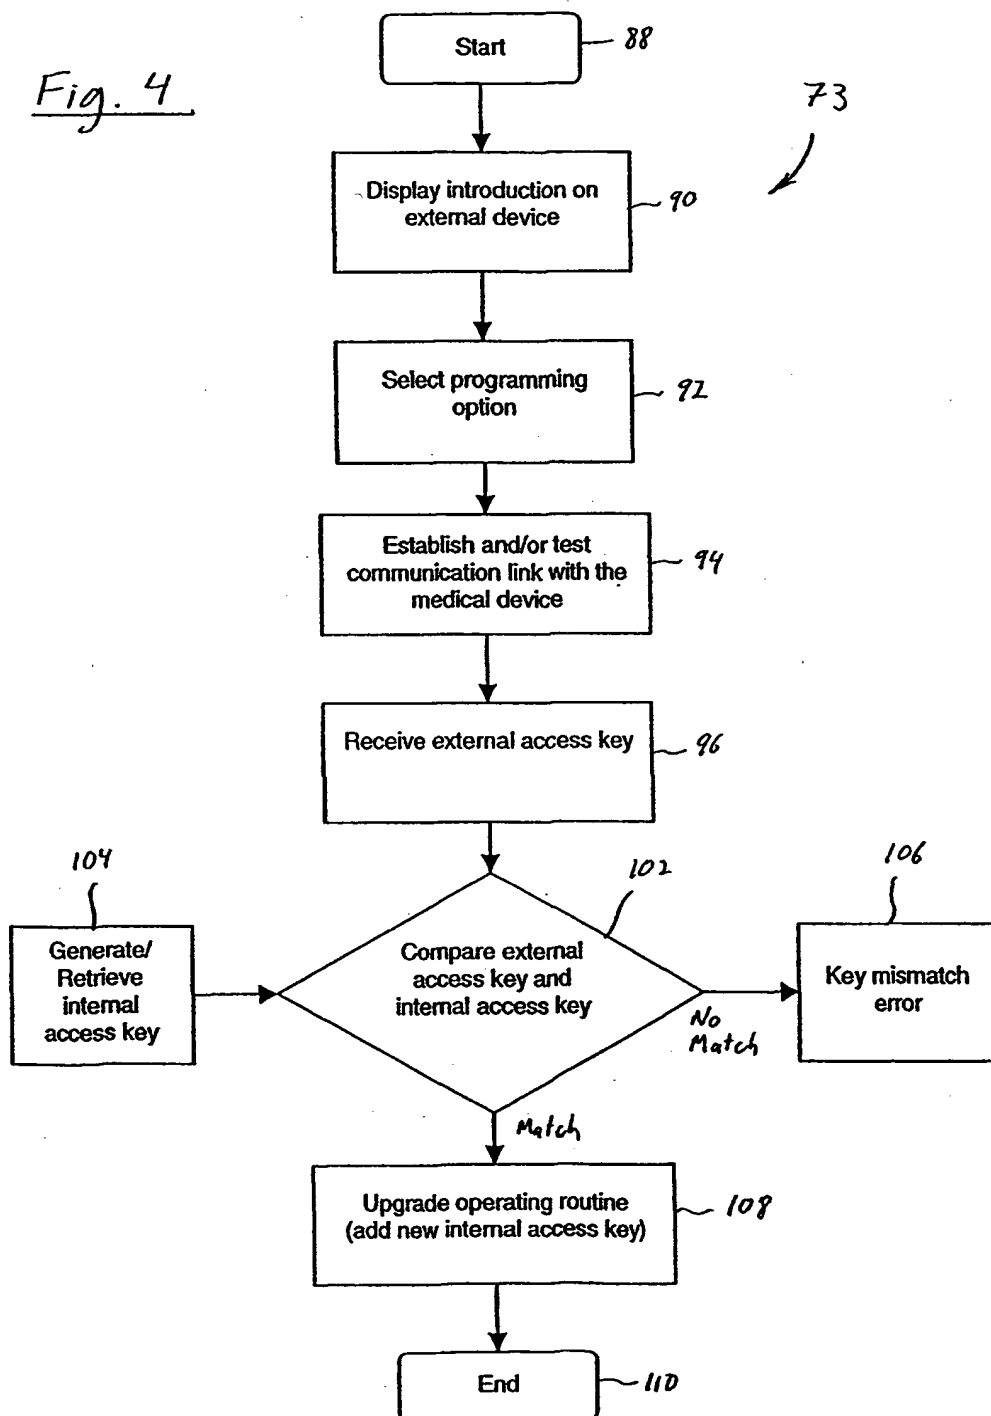 Start
88
Fig. 4
73
Display introduction on
external device
90
Select programming
option
92
Establish and/or test
communication link with the
medical device
94
Receive external access key
96
104
102
106
Generate/
Retrieve
internal
access key
Compare external
access key and
internal access key
Key mismatch
error
No
Match
Match
Upgrade operating routine
(add new internal access key)
108
End
110